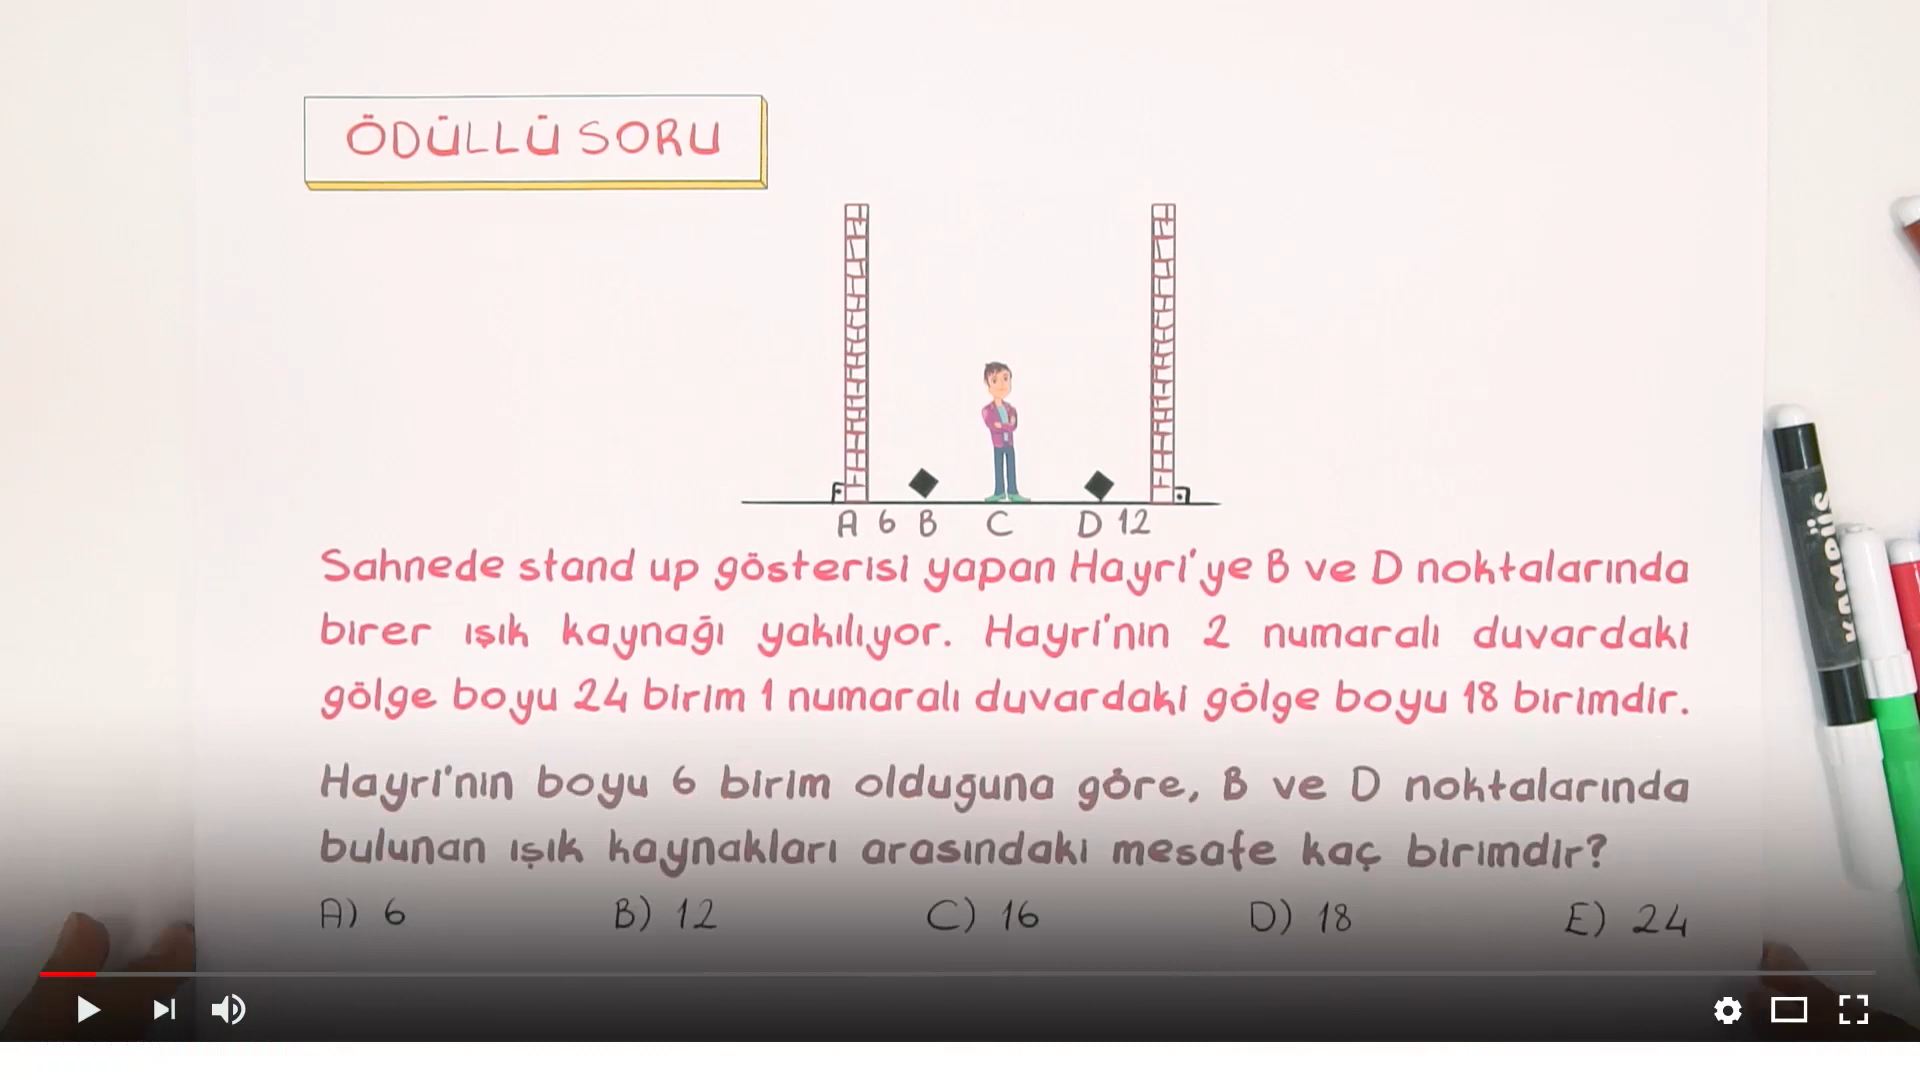 ÖDÜLLÜ SORU
A 6 B C D 12
Sahnede stand up gösterisi yapan Hayri'ye B ve D noktalarında
birer ışık kaynağı yakılıyor. Hayri'nin 2 numaralı duvardaki
gölge boyu 24 birim 1 numaralı duvardaki gölge boyu 18 birimdir.
Hayri'nin boyu 6 birim olduğuna göre, B ve D noktalarında
bulunan ışık kaynakları arasındaki mesafe kaç birimdir?
A) 6 B) 12 C) 16 D) 18 E) 24